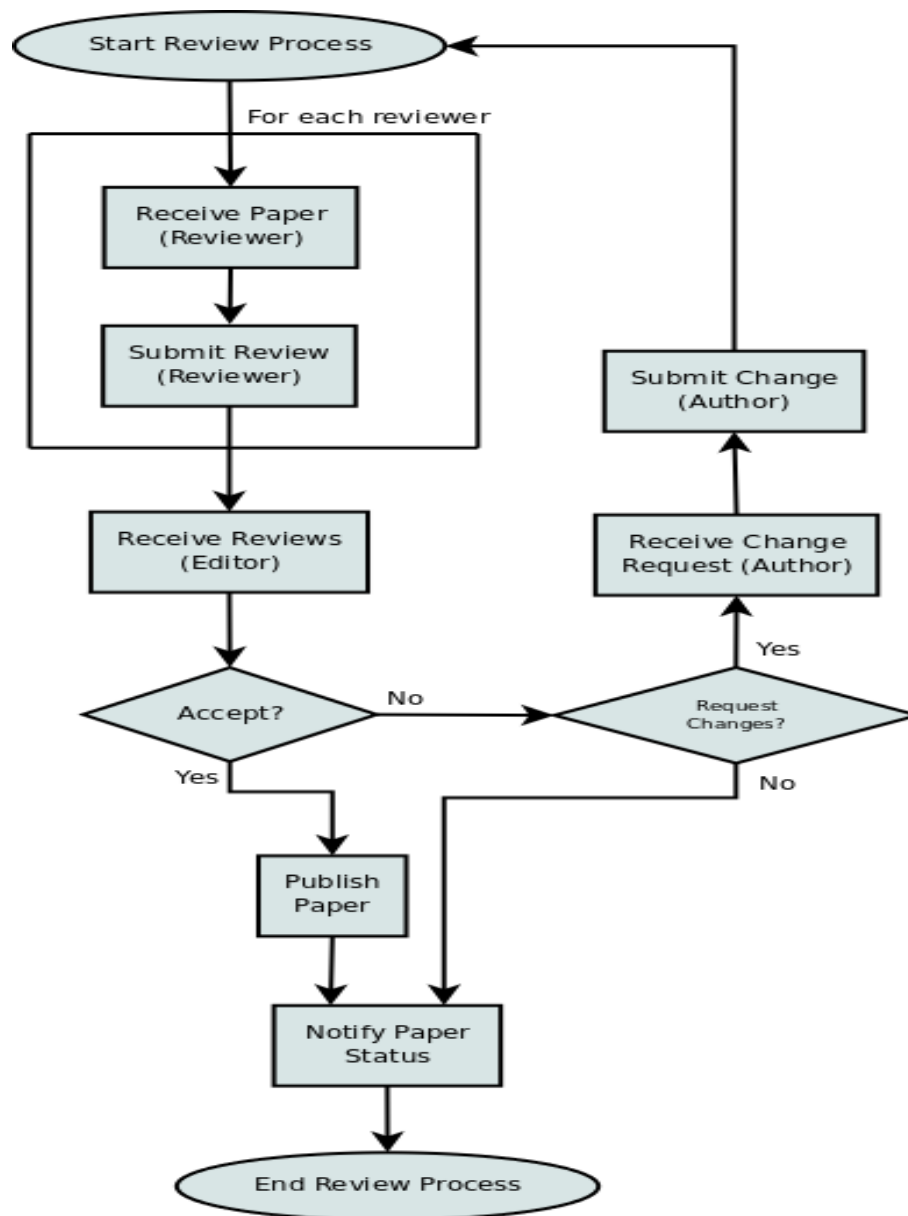 Start Review Process
For each reviewer
Receive Paper
(Reviewer)
Submit Review
(Reviewer)
Submit Change
(Author)
Receive Reviews
(Editor)
Receive Change
Request (Author)
Yes
Accept?
No
Request
Changes?
Yes
No
Publish
Paper
Notify Paper
Status
End Review Process